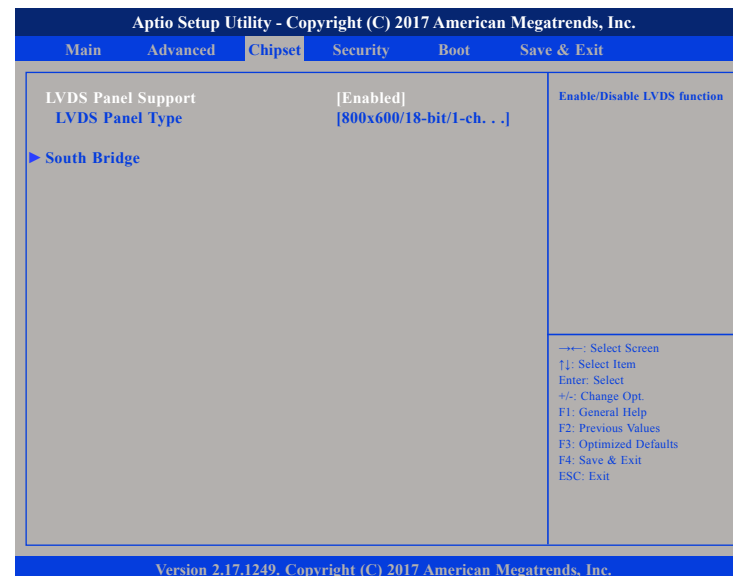 Aptio Setup Utility - Copyright (C) 2017 American Megatrends, Inc.
Main Advanced Chipset Security Boot Save & Exit
LVDS Panel Support [Enabled]
LVDS Panel Type [800x600/18-bit/1-ch. . .]
► South Bridge
Enable/Disable LVDS function
→←: Select Screen
↑↓: Select Item
Enter: Select
+/-: Change Opt.
F1: General Help
F2: Previous Values
F3: Optimized Defaults
F4: Save & Exit
ESC: Exit
Version 2.17.1249. Copyright (C) 2017 American Megatrends, Inc.